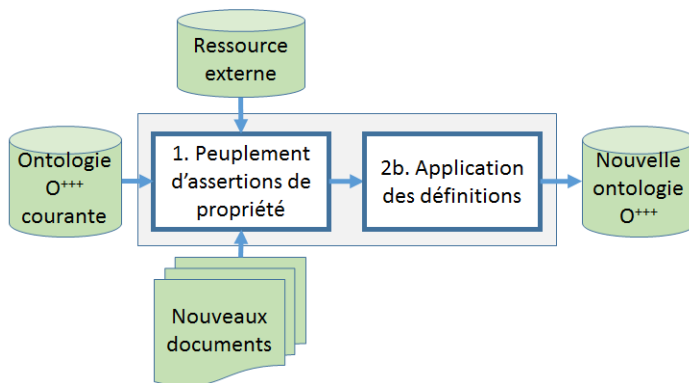 Ressource
externe
Ontologie
O+++
courante
1. Peuplement
d'assertions de
propriété
2b. Application
des définitions
Nouvelle
ontologie
O+++
Nouveaux
documents